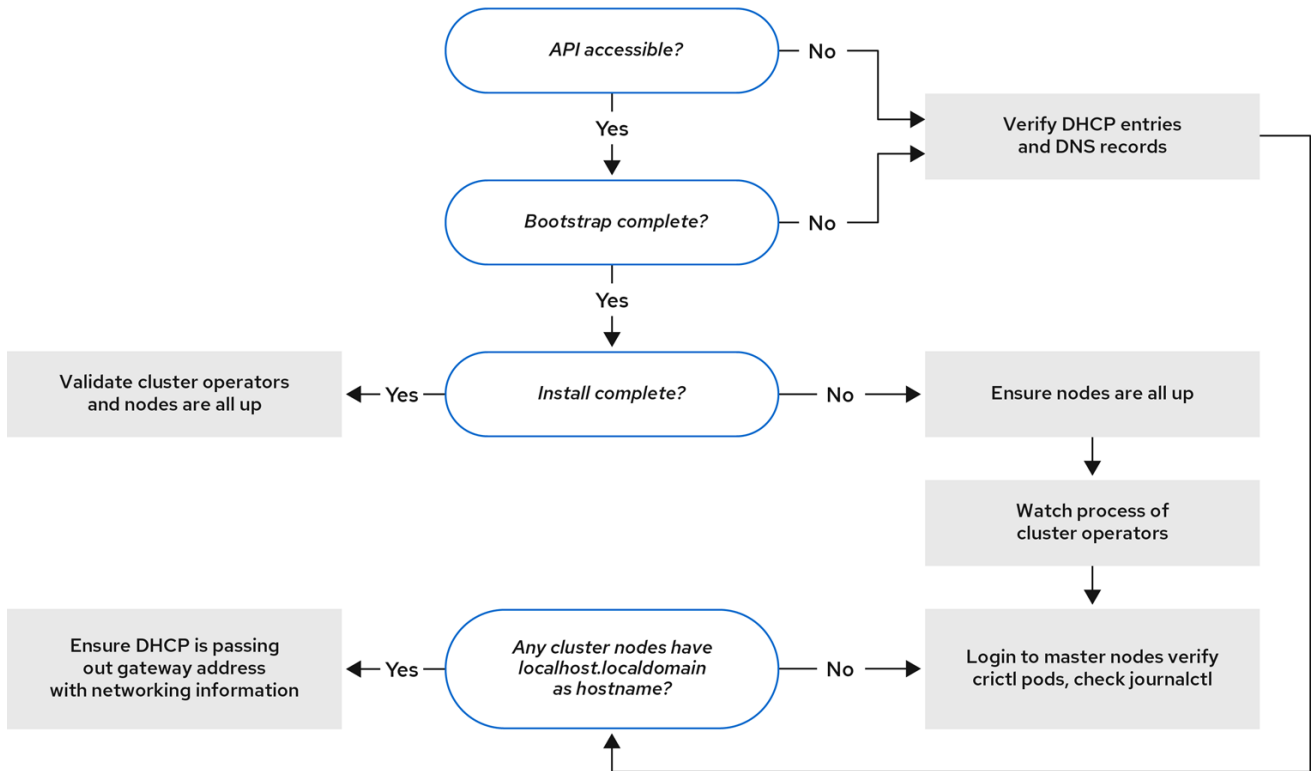 API accessible?
No
Verify DHCP entries
and DNS records
Yes
Bootstrap complete?
No
Yes
Validate cluster operators
and nodes are all up
Yes
Install complete?
No
Ensure nodes are all up
Watch process of
cluster operators
Ensure DHCP is passing
out gateway address
with networking information
Yes
Any cluster nodes have
localhost.localdomain
as hostname?
No
Login to master nodes verify
crictl pods, check journalctl